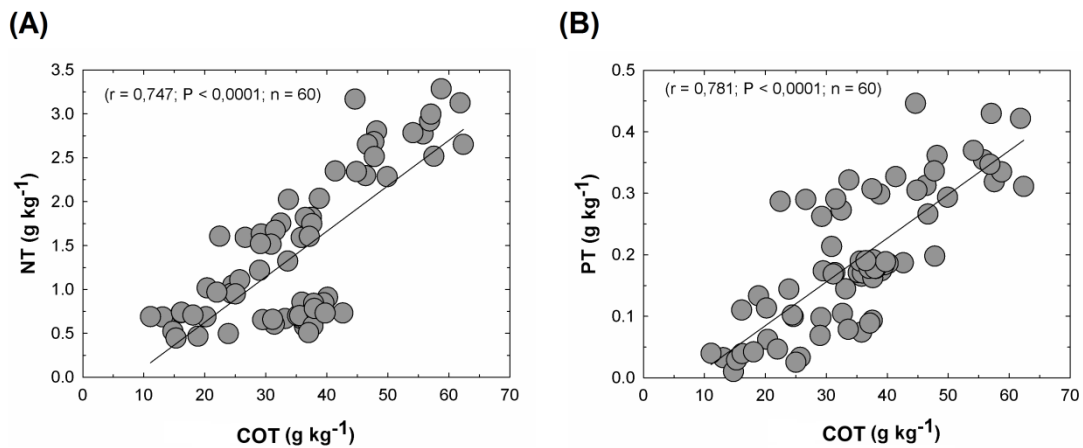 (A)
(r = 0,747; P < 0,0001; n = 60)
NT (g kg-1)
3.5
3.0
2.5
2.0
1.5
1.0
0.5
0.0
0 10 20 30 40 50 60 70
COT (g kg-1)
(B)
(r = 0,781; P < 0,0001; n = 60)
PT (g kg-1)
0.5
0.4
0.3
0.2
0.1
0.0
0 10 20 30 40 50 60 70
COT (g kg-1)